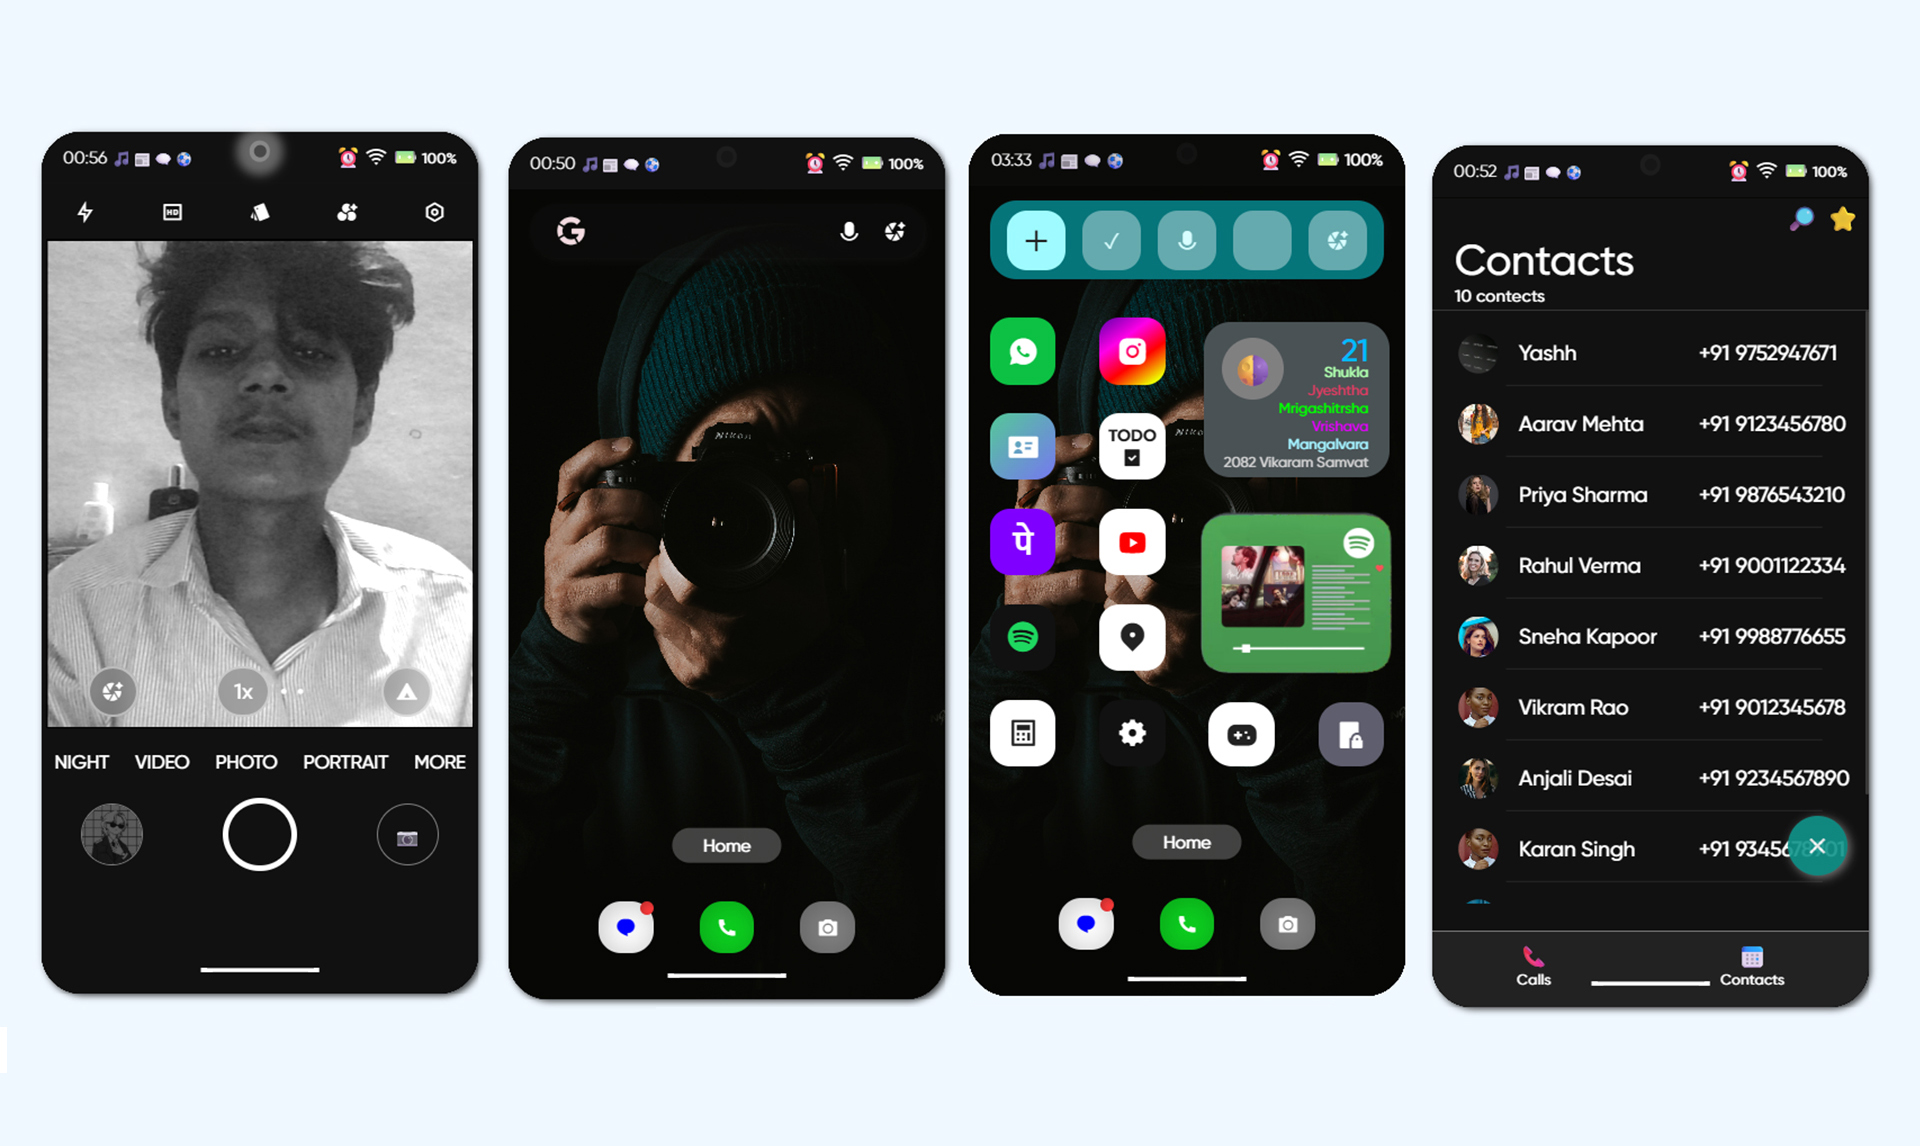 00:56
100%
HD
1x
NIGHT VIDEO PHOTO PORTRAIT MORE
00:50
100%
G
Nikon
Home
03:33
100%
21
Shukla
Jyeshtha
Mrigashitrsha
Vrishava
Mangalvara
2082 Vikaram Samvat
TODO
पे
Home
00:52
100%
Contacts
10 contects
Yashh +91 9752947671
Aarav Mehta +91 9123456780
Priya Sharma +91 9876543210
Rahul Verma +91 9001122334
Sneha Kapoor +91 9988776655
Vikram Rao +91 9012345678
Anjali Desai +91 9234567890
Karan Singh +91 9345678901
Calls
Contacts